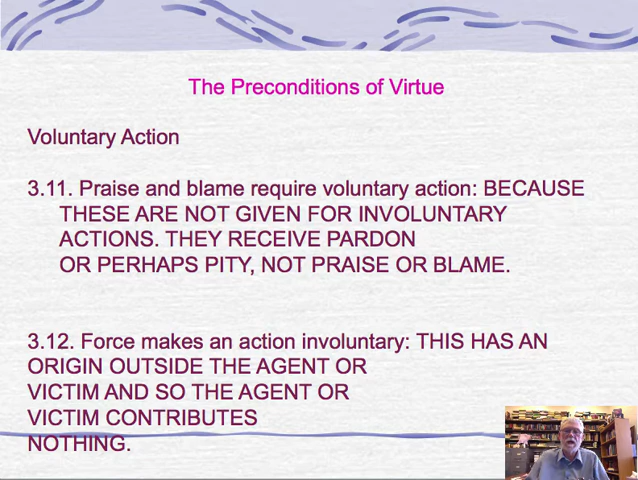 The Preconditions of Virtue
Voluntary Action
3.11. Praise and blame require voluntary action: BECAUSE
THESE ARE NOT GIVEN FOR INVOLUNTARY
ACTIONS. THEY RECEIVE PARDON
OR PERHAPS PITY, NOT PRAISE OR BLAME.
3.12. Force makes an action involuntary: THIS HAS AN
ORIGIN OUTSIDE THE AGENT OR
VICTIM AND SO THE AGENT OR
VICTIM CONTRIBUTES
NOTHING.